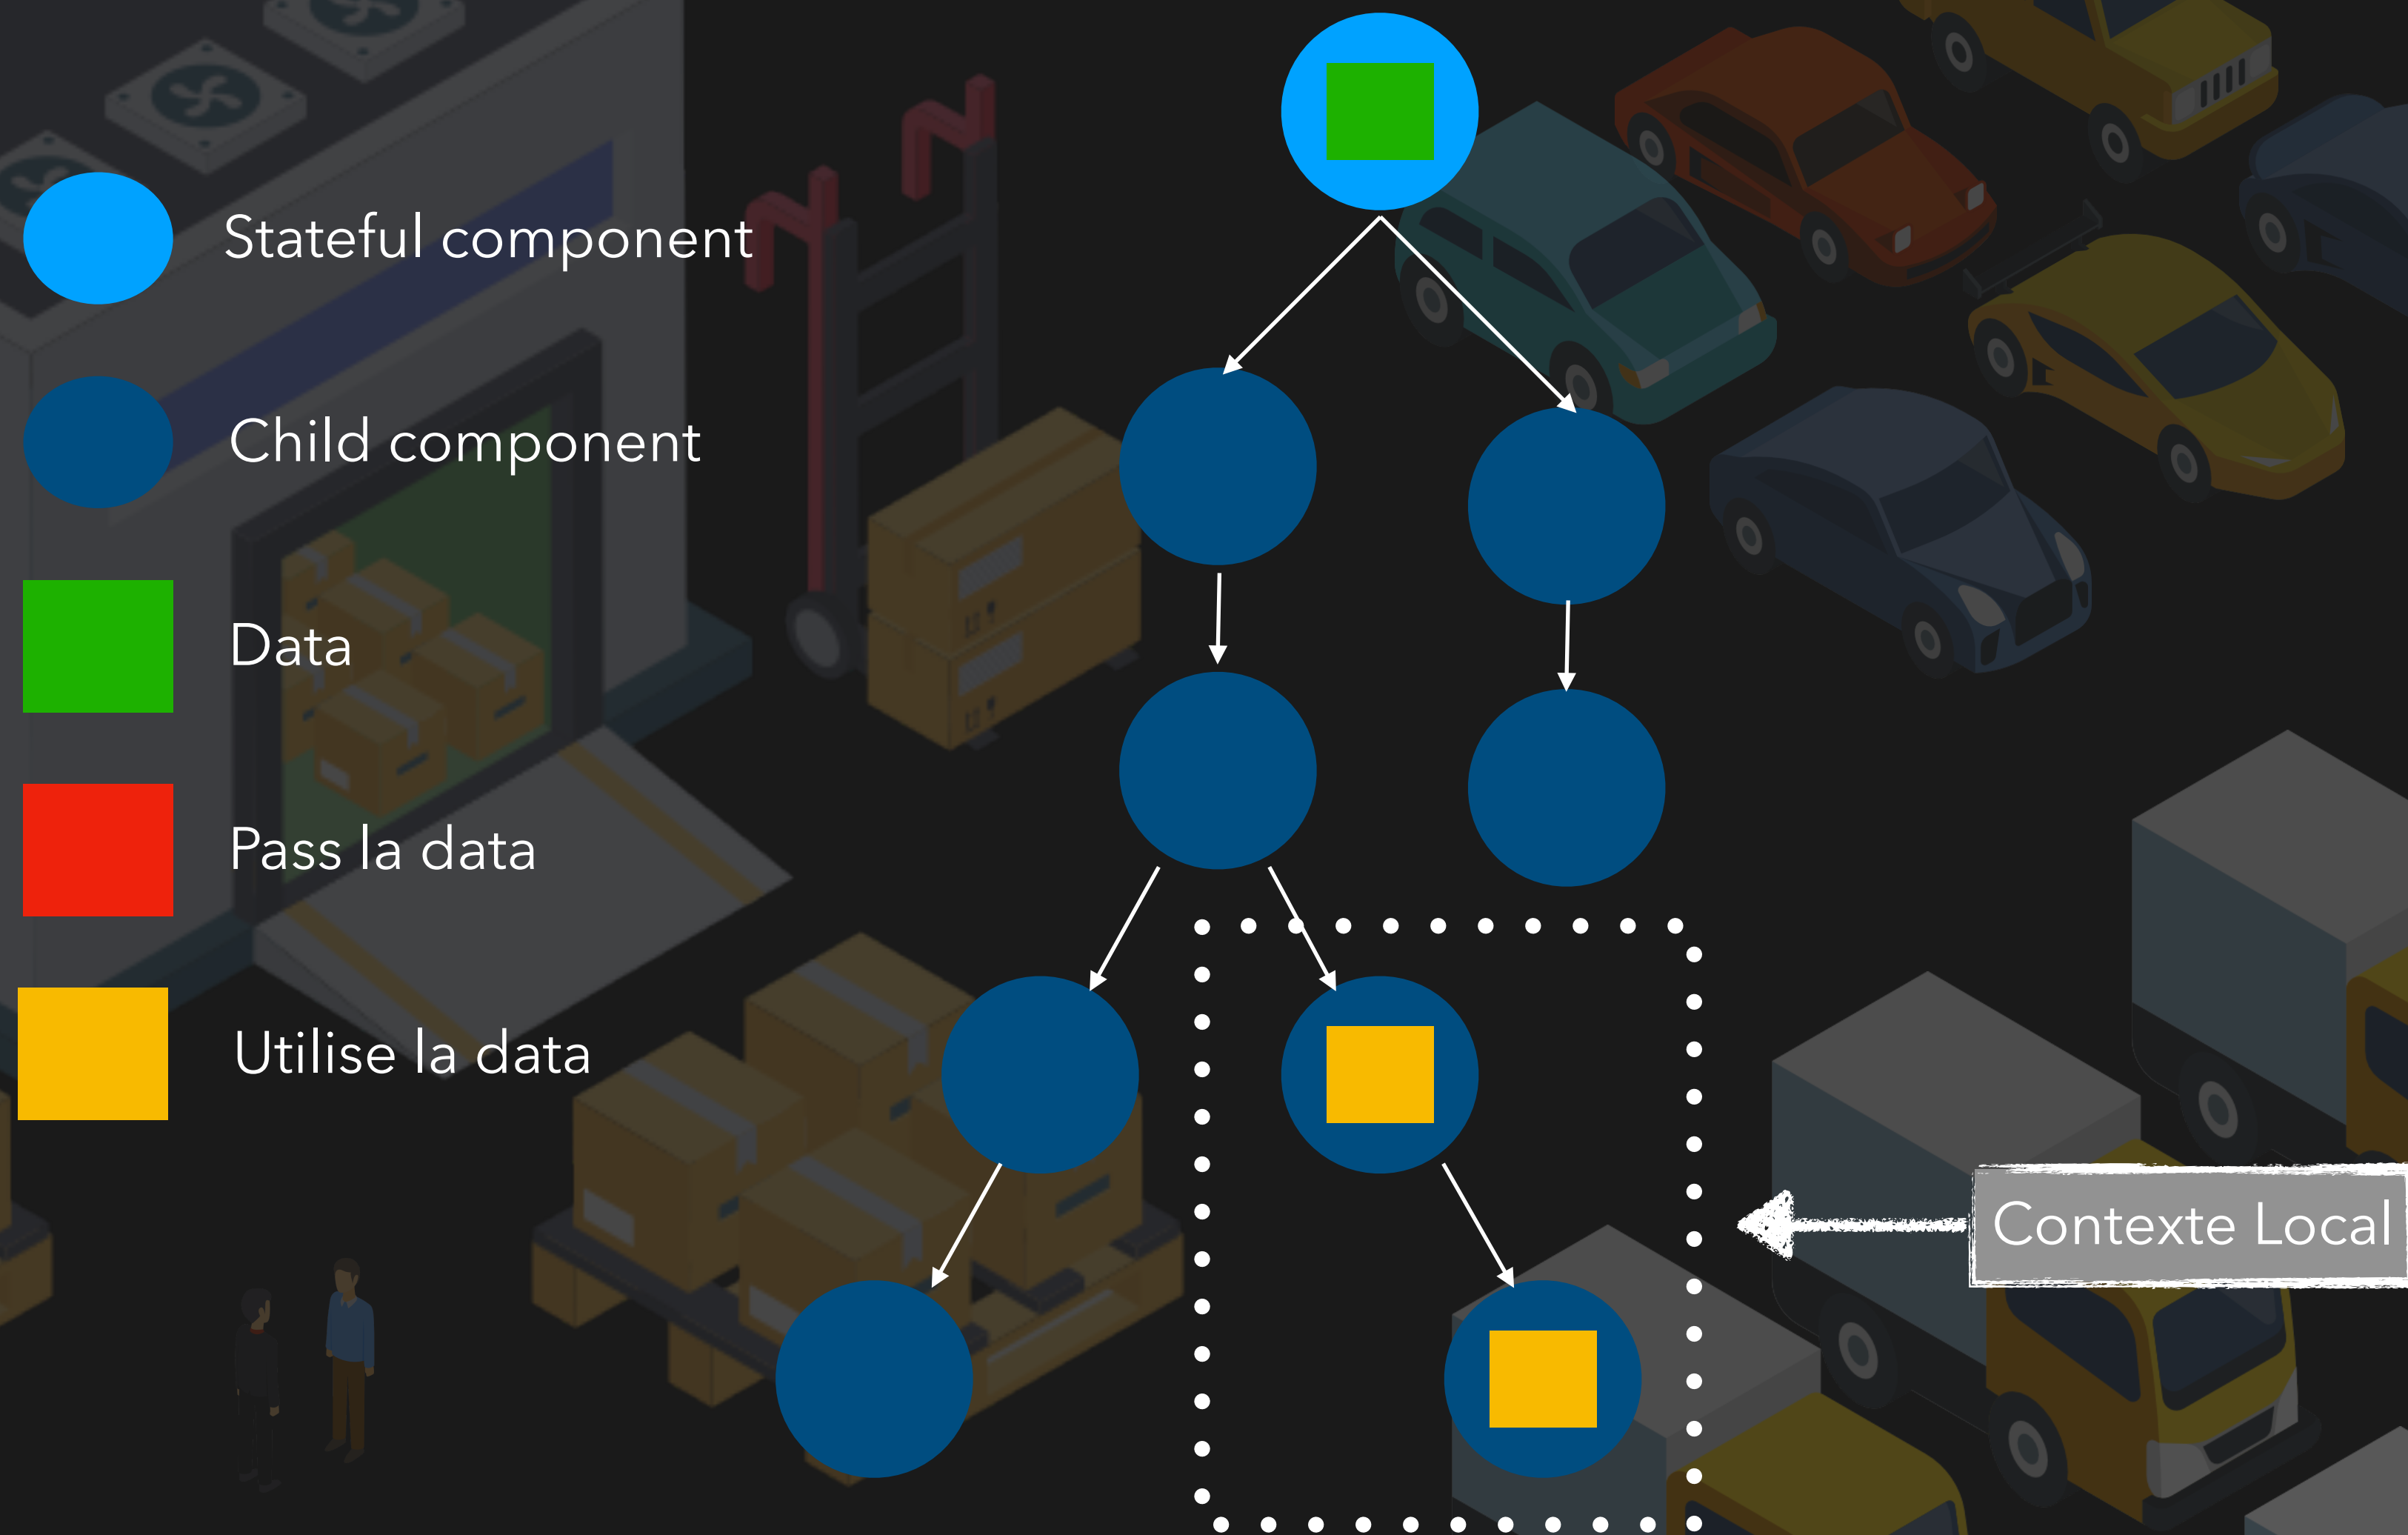 Stateful component
Child component
Data
Pass la data
Utilise la data
Contexte Local